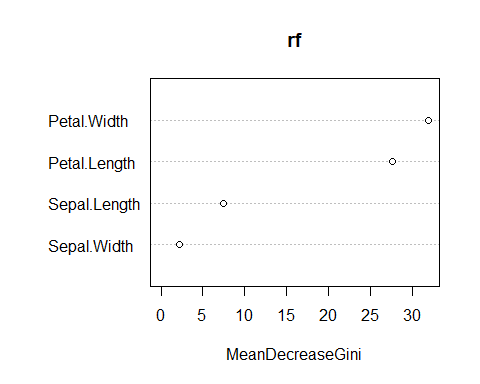 rf
Petal.Width
Petal.Length
Sepal.Length
Sepal.Width
0 5 10 15 20 25 30
MeanDecreaseGini